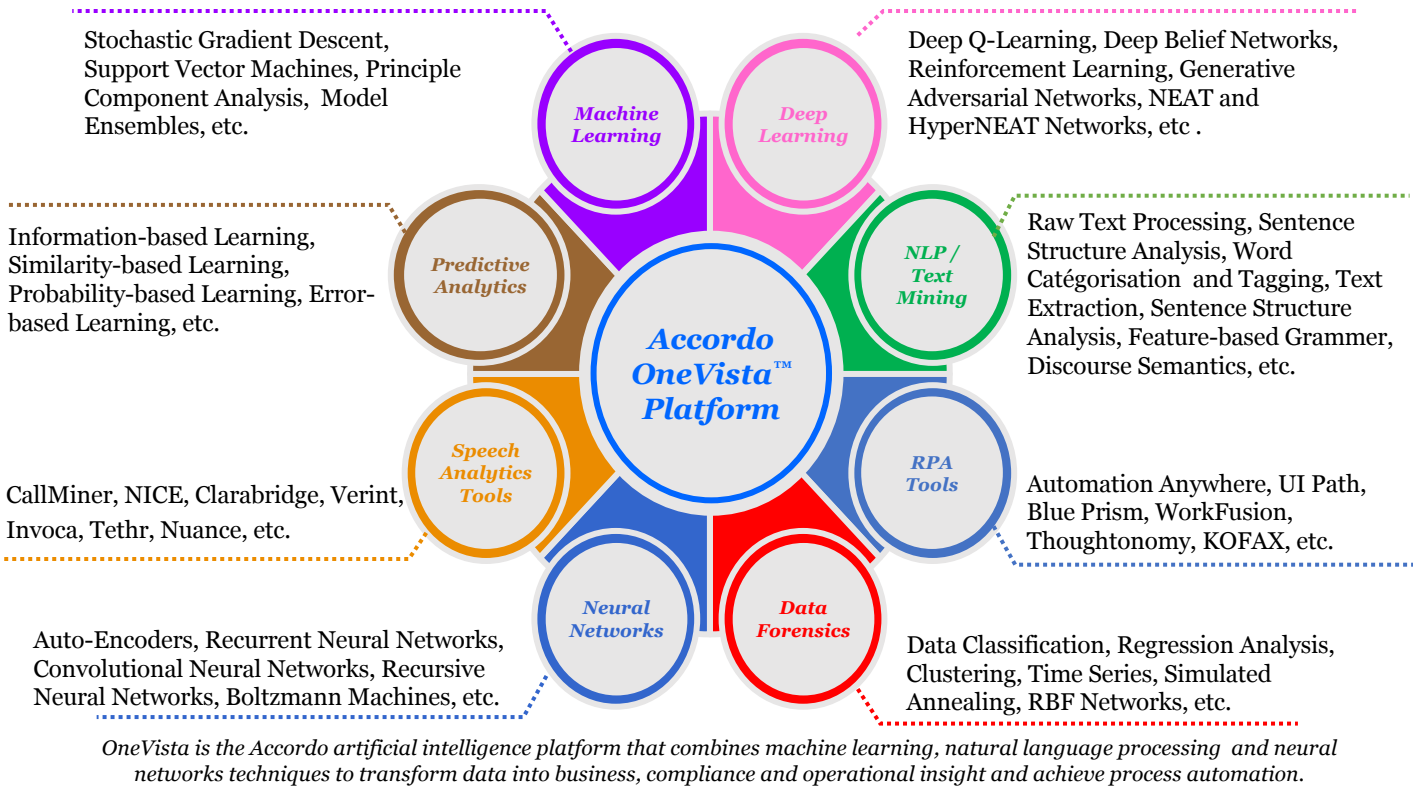 Stochastic Gradient Descent,
Support Vector Machines, Principle
Component Analysis,  Model
Ensembles, etc.
Machine
Learning
Deep
Learning
Deep Q-Learning, Deep Belief Networks,
Reinforcement Learning, Generative
Adversarial Networks, NEAT and
HyperNEAT Networks, etc .
Information-based Learning,
Similarity-based Learning,
Probability-based Learning, Error-
based Learning, etc.
Predictive
Analytics
NLP /
Text
Mining
Raw Text Processing, Sentence
Structure Analysis, Word
Catégorisation  and Tagging, Text
Extraction, Sentence Structure
Analysis, Feature-based Grammer,
Discourse Semantics, etc.
Accordo
OneVista™
Platform
CallMiner, NICE, Clarabridge, Verint,
Invoca, Tethr, Nuance, etc.
Speech
Analytics
Tools
RPA
Tools
Automation Anywhere, UI Path,
Blue Prism, WorkFusion,
Thoughtonomy, KOFAX, etc.
Auto-Encoders, Recurrent Neural Networks,
Convolutional Neural Networks, Recursive
Neural Networks, Boltzmann Machines, etc.
Neural
Networks
Data
Forensics
Data Classification, Regression Analysis,
Clustering, Time Series, Simulated
Annealing, RBF Networks, etc.
OneVista is the Accordo artificial intelligence platform that combines machine learning, natural language processing  and neural
networks techniques to transform data into business, compliance and operational insight and achieve process automation.